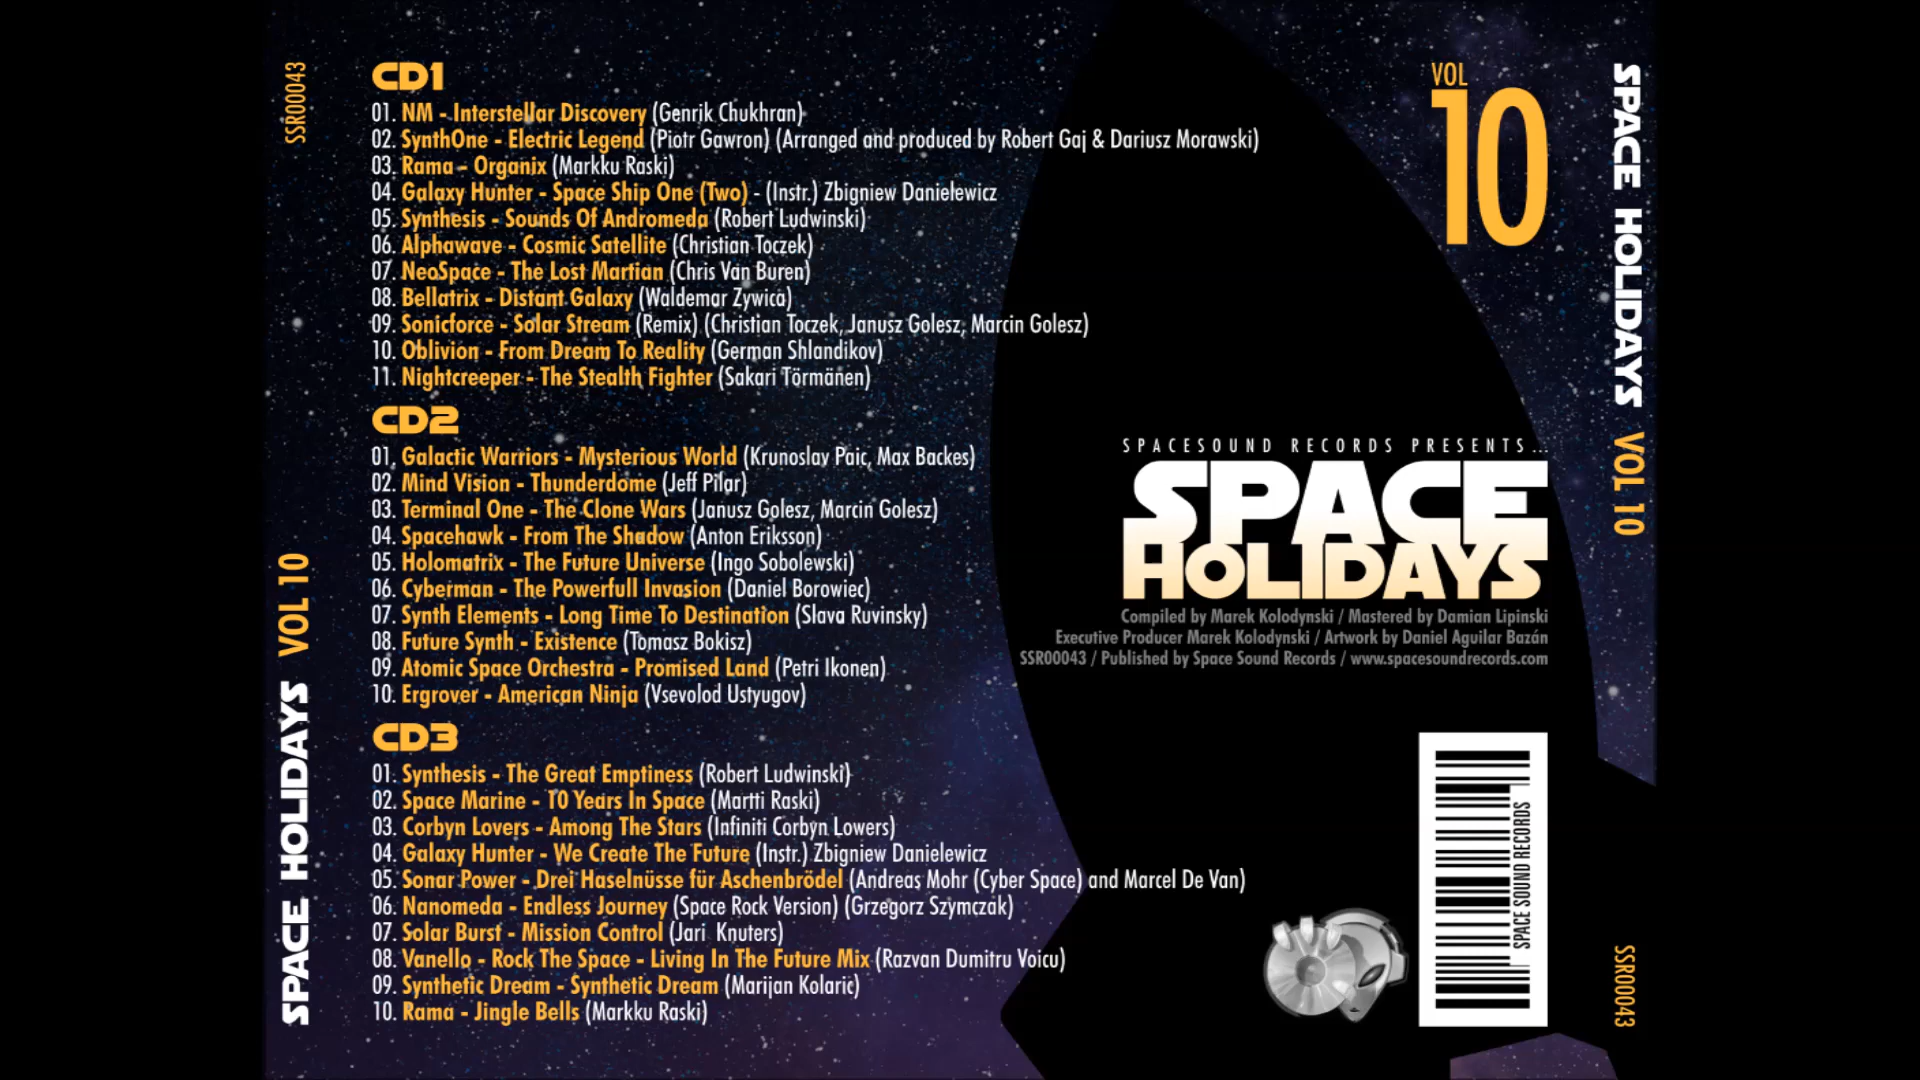 SSR00043
CD1
01. NM - Interstellar Discovery (Genrik Chukhran)
02. SynthOne - Electric Legend (Piotr Gawron) (Arranged and produced by Robert Gaj & Dariusz Morawski)
03. Rama - Organix (Markku Raski)
04. Galaxy Hunter - Space Ship One (Two) - (Instr.) Zbigniew Danielewicz
05. Synthesis - Sounds Of Andromeda (Robert Ludwinski)
06. Alphawave - Cosmic Satellite (Christian Toczek)
07. NeoSpace - The Lost Martian (Chris Van Buren)
08. Bellatrix - Distant Galaxy (Waldemar Zywica)
09. Sonicforce - Solar Stream (Remix) (Christian Toczek, Janusz Golesz, Marcin Golesz)
10. Oblivion - From Dream To Reality (German Shlandikov)
11. Nightcreeper - The Stealth Fighter (Sakari Törmänen)
CD2
01. Galactic Warriors - Mysterious World (Krunoslav Paic, Max Backes)
02. Mind Vision - Thunderdome (Jeff Pilar)
03. Terminal One - The Clone Wars (Janusz Golesz, Marcin Golesz)
04. Spacehawk - From The Shadow (Anton Eriksson)
05. Holomatrix - The Future Universe (Ingo Sobolewski)
06. Cyberman - The Powerfull Invasion (Daniel Borowiec)
07. Synth Elements - Long Time To Destination (Slava Ruvinsky)
08. Future Synth - Existence (Tomasz Bokisz)
09. Atomic Space Orchestra - Promised Land (Petri Ikonen)
10. Ergrover - American Ninja (Vsevolod Ustyugov)
CD3
01. Synthesis - The Great Emptiness (Robert Ludwinski)
02. Space Marine - 10 Years In Space (Martti Raski)
03. Corbyn Lovers - Among The Stars (Infiniti Corbyn Lowers)
04. Galaxy Hunter - We Create The Future (Instr.) Zbigniew Danielewicz
05. Sonar Power - Drei Haselnüsse für Aschenbrödel (Andreas Mohr (Cyber Space) and Marcel De Van)
06. Nanomeda - Endless Journey (Space Rock Version) (Grzegorz Szymczak)
07. Solar Burst - Mission Control (Jari Knuters)
08. Vanello - Rock The Space - Living In The Future Mix (Razvan Dumitru Voicu)
09. Synthetic Dream - Synthetic Dream (Marijan Kolaric)
10. Rama - Jingle Bells (Markku Raski)
SPACE HOLIDAYS VOL 10
VOL
10
SPACESOUND RECORDS PRESENTS...
SPACE
HOLIDAYS
Compiled by Marek Kolodynski / Mastered by Damian Lipinski
Executive Producer Marek Kolodynski / Artwork by Daniel Aguilar Bazán
SSR00043 / Published by Space Sound Records / www.spacesoundrecords.com
SPACE SOUND RECORDS
SPACE HOLIDAYS VOL 10
SSR00043